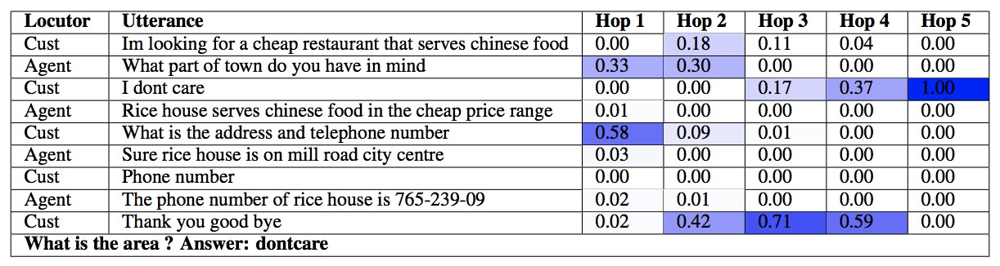 Locutor Utterance Hop 1 Hop 2 Hop 3 Hop 4 Hop 5
Cust Im looking for a cheap restaurant that serves chinese food 0.00 0.18 0.11 0.04 0.00
Agent What part of town do you have in mind 0.33 0.30 0.00 0.00 0.00
Cust I dont care 0.00 0.00 0.17 0.37 1.00
Agent Rice house serves chinese food in the cheap price range 0.01 0.00 0.00 0.00 0.00
Cust What is the address and telephone number 0.58 0.09 0.01 0.00 0.00
Agent Sure rice house is on mill road city centre 0.03 0.00 0.00 0.00 0.00
Cust Phone number 0.00 0.00 0.00 0.00 0.00
Agent The phone number of rice house is 765-239-09 0.02 0.01 0.00 0.00 0.00
Cust Thank you good bye 0.02 0.42 0.71 0.59 0.00
What is the area ? Answer: dontcare